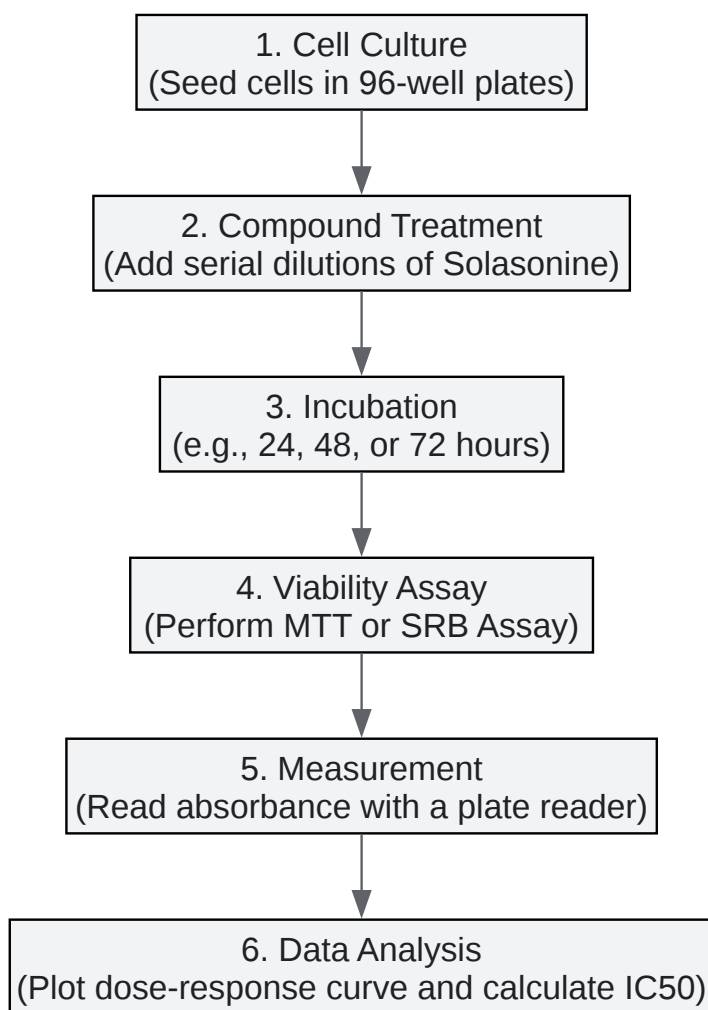 1. Cell Culture
(Seed cells in 96-well plates)
2. Compound Treatment
(Add serial dilutions of Solasonine)
3. Incubation
(e.g., 24, 48, or 72 hours)
4. Viability Assay
(Perform MTT or SRB Assay)
5. Measurement
(Read absorbance with a plate reader)
6. Data Analysis
(Plot dose-response curve and calculate IC50)